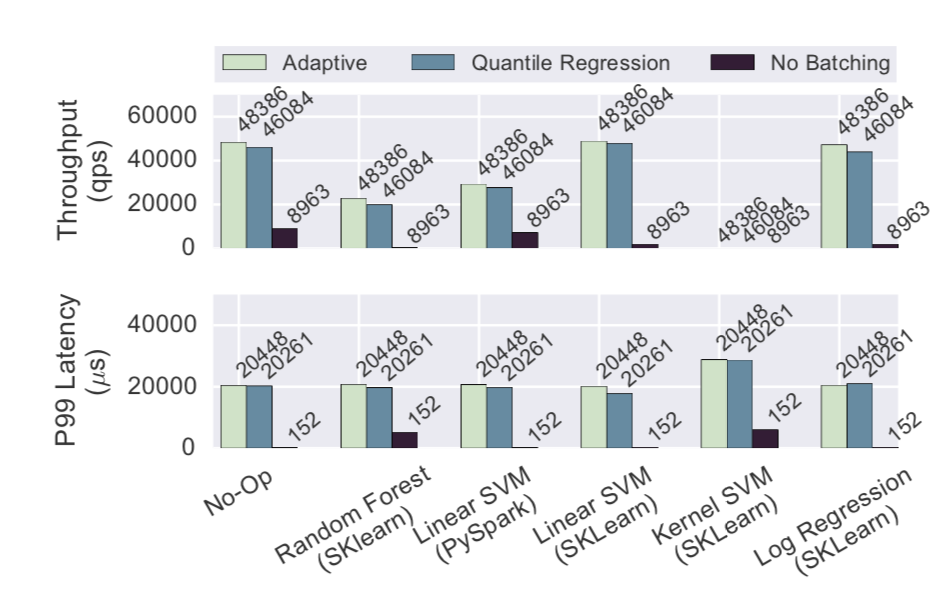 Adaptive Quantile Regression No Batching
Throughput
(qps)
60000
40000
20000
0
48386 46084 8963
48386 46084 8963
48386 46084 8963
48386 46084 8963
48386 46084 8963
48386 46084 8963
P99 Latency
(μs)
40000
20000
0
20448 20261 152
20448 20261 152
20448 20261 152
20448 20261 152
20448 20261 152
20448 20261 152
No-Op
Random Forest
(SKlearn)
Linear SVM
(PySpark)
Linear SVM
(SKLearn)
Kernel SVM
(SKLearn)
Log Regression
(SKLearn)